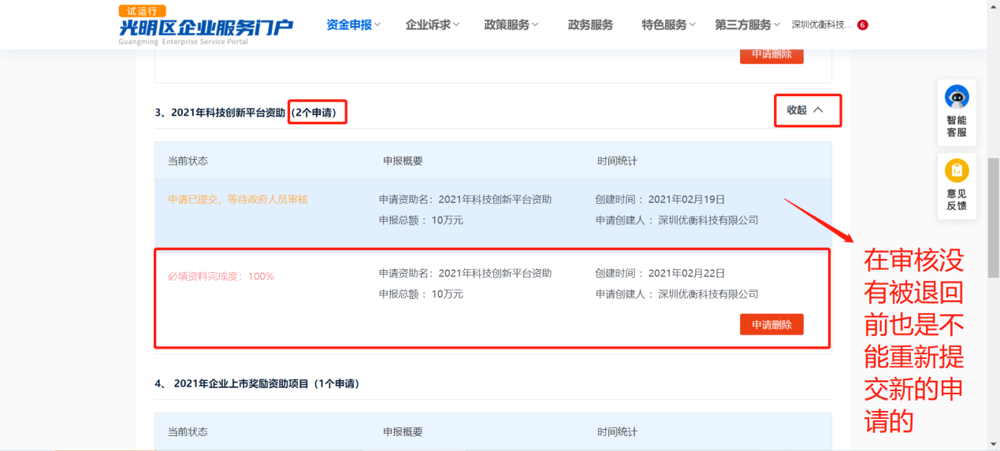 试运行
光明区企业服务门户
Guangming Enterprise Service Portal
资金申报 企业诉求 政策服务 政务服务 特色服务 第三方服务 深圳优衡科技... 6
申请删除
3、2021年科技创新平台资助（2个申请） 收起
当前状态 申报概要 时间统计
申请已提交，等待政府人员审核 申请资助名：2021年科技创新平台资助 创建时间 ：2021年02月19日
申报总额 ：10万元 申请创建人 ：深圳优衡科技有限公司
必填资料完成度：100% 申请资助名：2021年科技创新平台资助 创建时间 ：2021年02月22日
申报总额 ：10万元 申请创建人 ：深圳优衡科技有限公司
申请删除
4、 2021年企业上市奖励资助项目（1个申请）
当前状态 申报概要 时间统计
智能
客服
意见
反馈
在审核没
有被退回
前也是不
能重新提
交新的申
请的